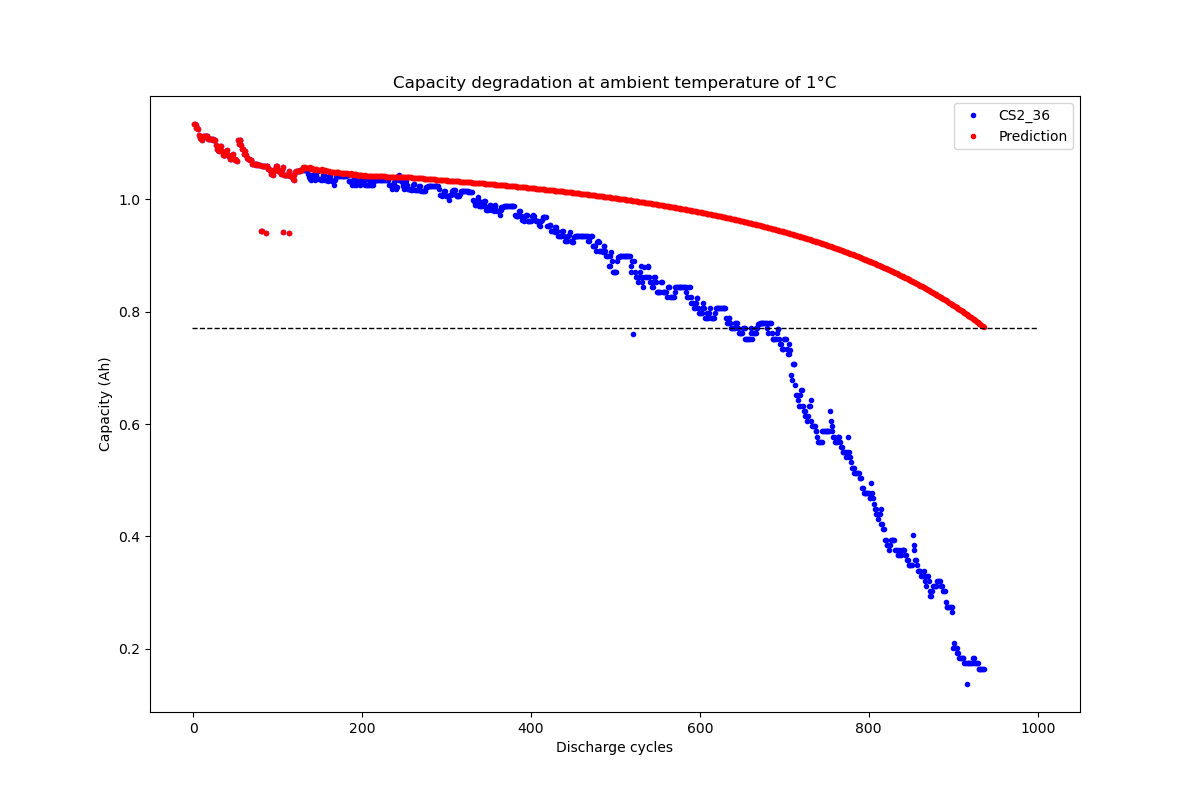 Capacity degradation at ambient temperature of 1°C
CS2_36
Prediction
Capacity (Ah)
1.0
0.8
0.6
0.4
0.2
0
200
400
600
800
1000
Discharge cycles